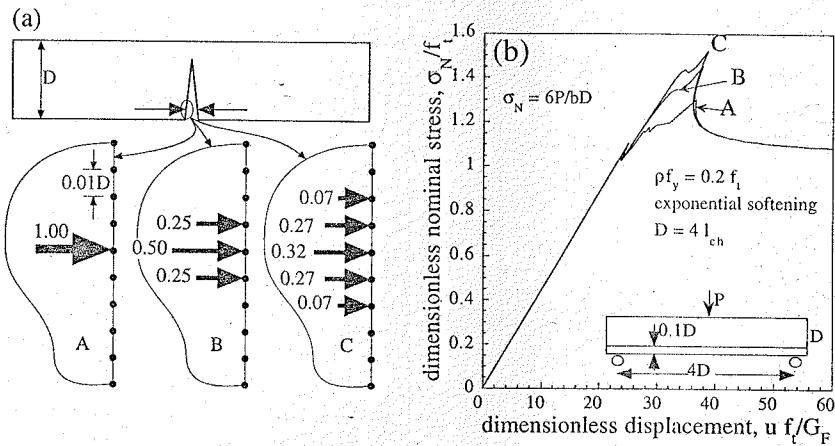 (a)
D
0.01D
1.00
A
0.25
0.50
0.25
B
0.07
0.27
0.32
0.27
0.07
C
(b)
dimensionless nominal stress, σN/ft
1.6
1.4
1.2
1
0.8
0.6
0.4
0.2
0
σN = 6P/bD
C
B
A
ρfy = 0.2 ft
exponential softening
D = 4 lch
P
0.1D
D
4D
0 10 20 30 40 50 60
dimensionless displacement, u ft/GF